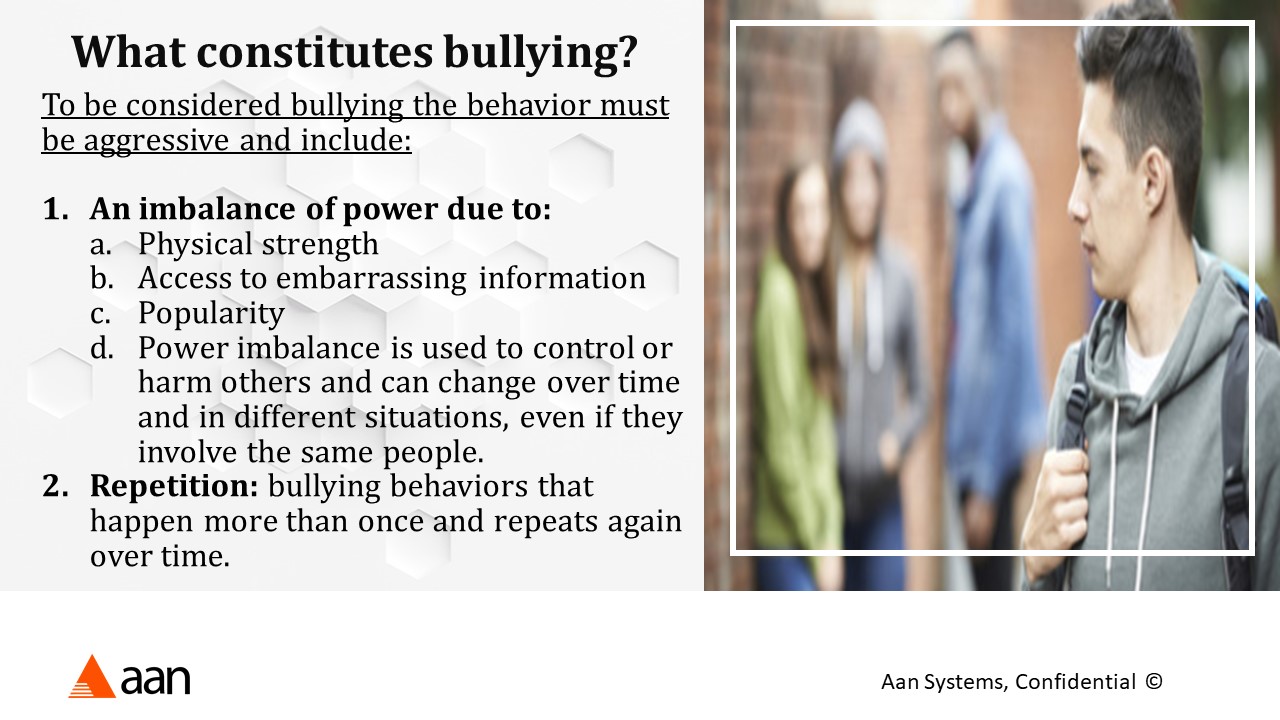 What constitutes bullying?
To be considered bullying the behavior must
be aggressive and include:
1. An imbalance of power due to:
a. Physical strength
b. Access to embarrassing information
c. Popularity
d. Power imbalance is used to control or
harm others and can change over time
and in different situations, even if they
involve the same people.
2. Repetition: bullying behaviors that
happen more than once and repeats again
over time.
aan
Aan Systems, Confidential ©